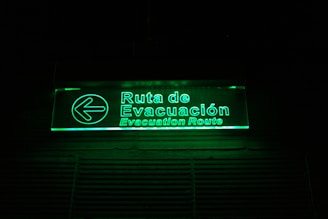 Ruta de
Evacuación
Evacuation Route